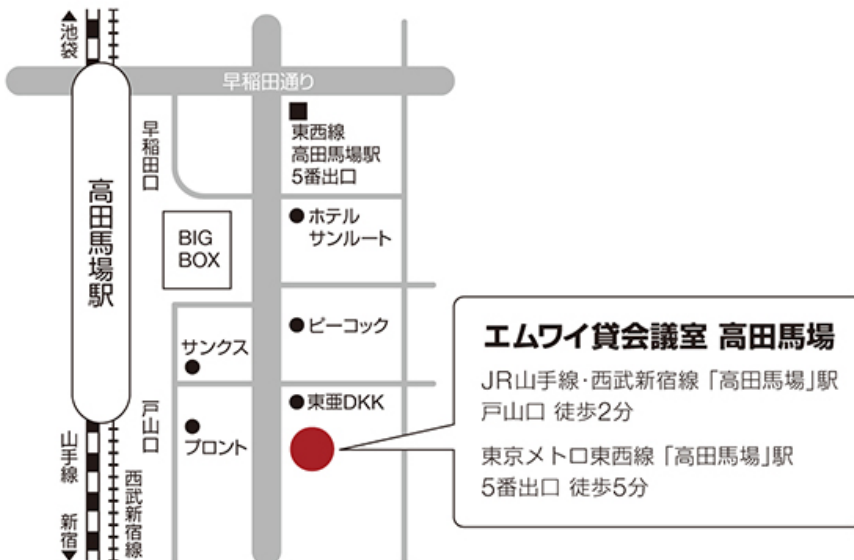 ▲池袋
早稲田通り
早稲田口
■
東西線
高田馬場駅
5番出口
高田馬場駅
BIG
BOX
●ホテル
サンルート
●ピーコック
サンクス
●
●東亜DKK
戸山口
●
プロント
山手線
新宿▼
西武新宿線
エムワイ貸会議室 高田馬場
JR山手線・西武新宿線「高田馬場」駅
戸山口 徒歩2分
東京メトロ東西線「高田馬場」駅
5番出口 徒歩5分